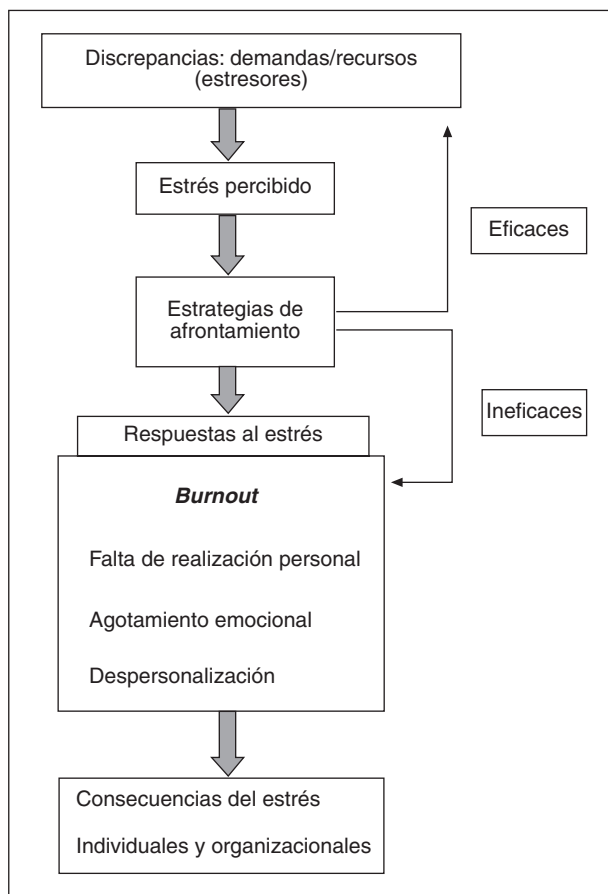 Discrepancias: demandas/recursos
(estresores)
Estrés percibido
Eficaces
Estrategias de
afrontamiento
Ineficaces
Respuestas al estrés
Burnout
Falta de realización personal
Agotamiento emocional
Despersonalización
Consecuencias del estrés
Individuales y organizacionales